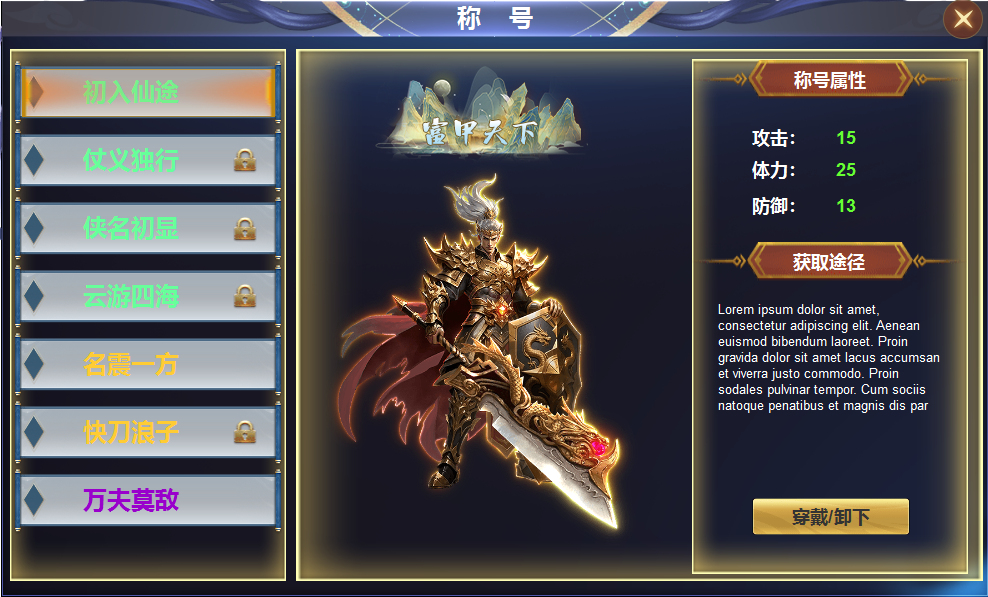 称 号
初入仙途
仗义独行
侠名初显
云游四海
名震一方
快刀浪子
万夫莫敌
富甲天下
称号属性
攻击： 15
体力： 25
防御： 13
获取途径
Lorem ipsum dolor sit amet,
consectetur adipiscing elit. Aenean
euismod bibendum laoreet. Proin
gravida dolor sit amet lacus accumsan
et viverra justo commodo. Proin
sodales pulvinar tempor. Cum sociis
natoque penatibus et magnis dis par
穿戴/卸下